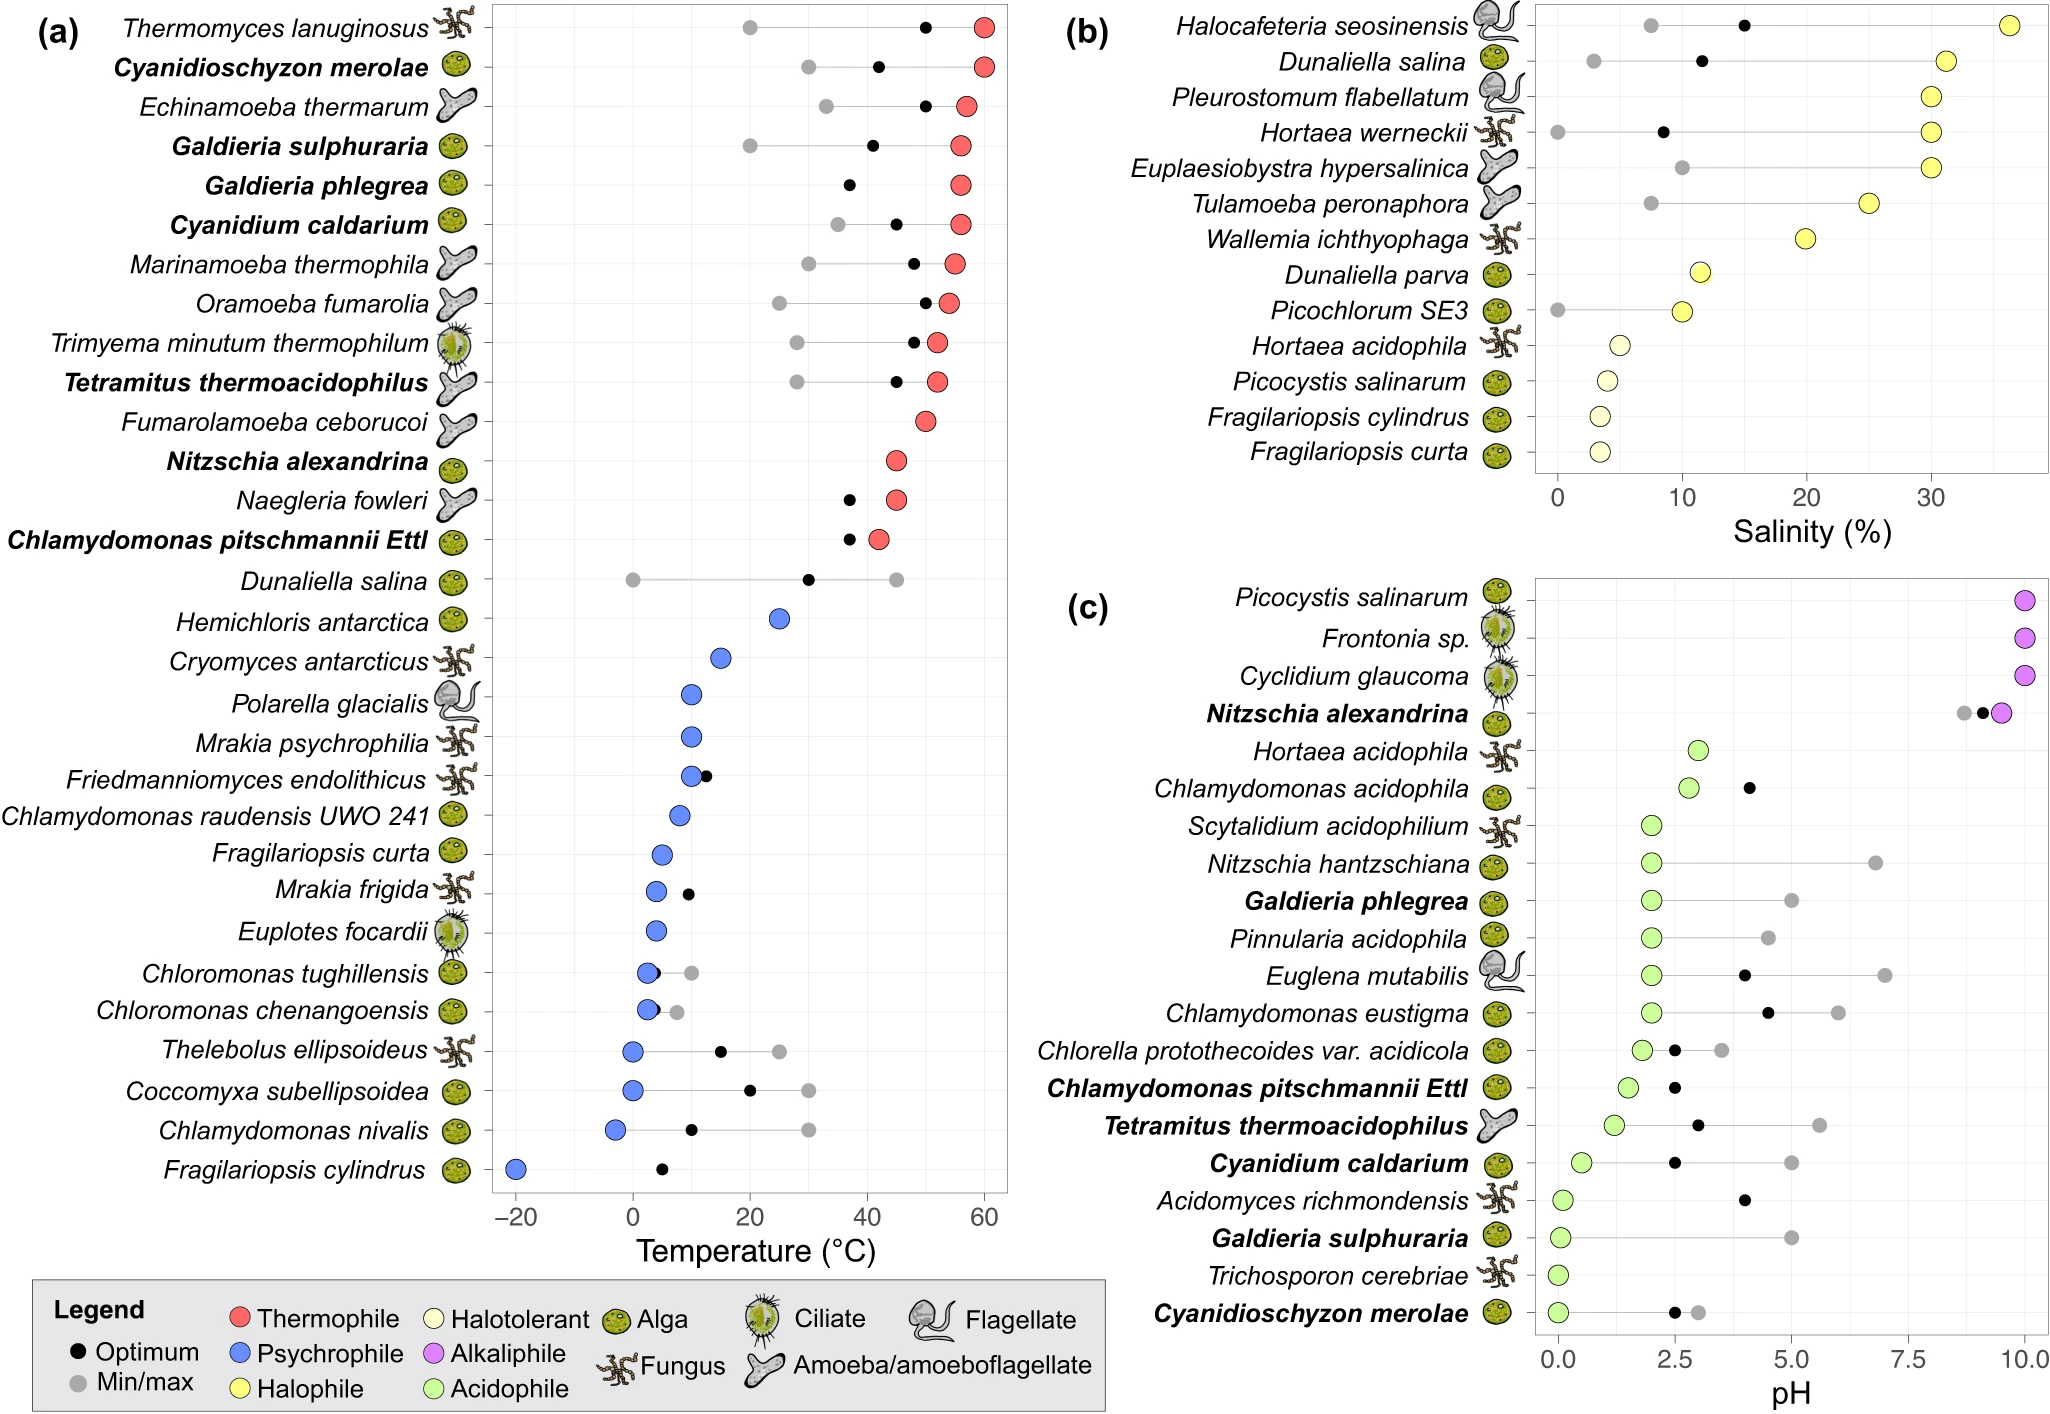 (a)
Thermomyces lanuginosus
Cyanidioschyzon merolae
Echinamoeba thermarum
Galdieria sulphuraria
Galdieria phlegrea
Cyanidium caldarium
Marinamoeba thermophila
Oramoeba fumarolia
Trimyema minutum thermophilum
Tetramitus thermoacidophilus
Fumarolamoeba ceborucoi
Nitzschia alexandrina
Naegleria fowleri
Chlamydomonas pitschmannii Ettl
Dunaliella salina
Hemichloris antarctica
Cryomyces antarcticus
Polarella glacialis
Mrakia psychrophilia
Friedmanniomyces endolithicus
Chlamydomonas raudensis UWO 241
Fragilariopsis curta
Mrakia frigida
Euplotes focardii
Chloromonas tughillensis
Chloromonas chenangoensis
Thelebolus ellipsoideus
Coccomyxa subellipsoidea
Chlamydomonas nivalis
Fragilariopsis cylindrus
−20 0 20 40 60
Temperature (°C)
(b)
Halocafeteria seosinensis
Dunaliella salina
Pleurostomum flabellatum
Hortaea werneckii
Euplaesiobystra hypersalinica
Tulamoeba peronaphora
Wallemia ichthyophaga
Dunaliella parva
Picochlorum SE3
Hortaea acidophila
Picocystis salinarum
Fragilariopsis cylindrus
Fragilariopsis curta
0 10 20 30
Salinity (%)
(c)
Picocystis salinarum
Frontonia sp.
Cyclidium glaucoma
Nitzschia alexandrina
Hortaea acidophila
Chlamydomonas acidophila
Scytalidium acidophilium
Nitzschia hantzschiana
Galdieria phlegrea
Pinnularia acidophila
Euglena mutabilis
Chlamydomonas eustigma
Chlorella protothecoides var. acidicola
Chlamydomonas pitschmannii Ettl
Tetramitus thermoacidophilus
Cyanidium caldarium
Acidomyces richmondensis
Galdieria sulphuraria
Trichosporon cerebriae
Cyanidioschyzon merolae
0.0 2.5 5.0 7.5 10.0
pH
Legend
Optimum
Min/max
Thermophile
Psychrophile
Halophile
Halotolerant
Alkaliphile
Acidophile
Alga
Fungus
Ciliate
Amoeba/amoeboflagellate
Flagellate